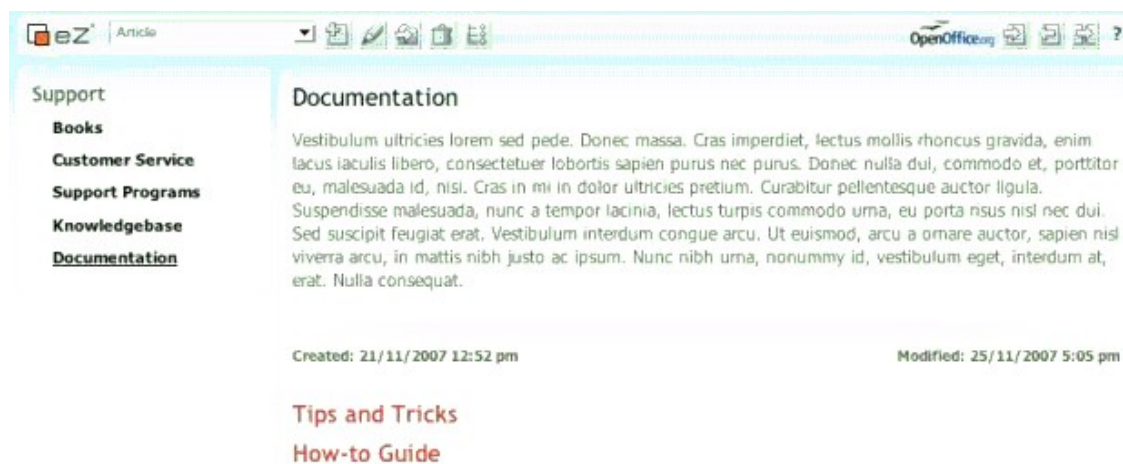 eZ Article OpenOffice.org ?
Support
Books
Customer Service
Support Programs
Knowledgebase
Documentation
Documentation
Vestibulum ultricies lorem sed pede. Donec massa. Cras imperdiet, lectus mollis rhoncus gravida, enim
lacus iaculis libero, consectetuer lobortis sapien purus nec purus. Donec nulla dui, commodo et, porttitor
eu, malesuada id, nisi. Cras in mi in dolor ultricies pretium. Curabitur pellentesque auctor ligula.
Suspendisse malesuada, nunc a tempor lacinia, lectus turpis commodo urna, eu porta risus nisl nec dui.
Sed suscipit feugiat erat. Vestibulum interdum congue arcu. Ut euismod, arcu a ornare auctor, sapien nisl
viverra arcu, in mattis nibh justo ac ipsum. Nunc nibh urna, nonummy id, vestibulum eget, interdum at,
erat. Nulla consequat.
Created: 21/11/2007 12:52 pm Modified: 25/11/2007 5:05 pm
Tips and Tricks
How-to Guide